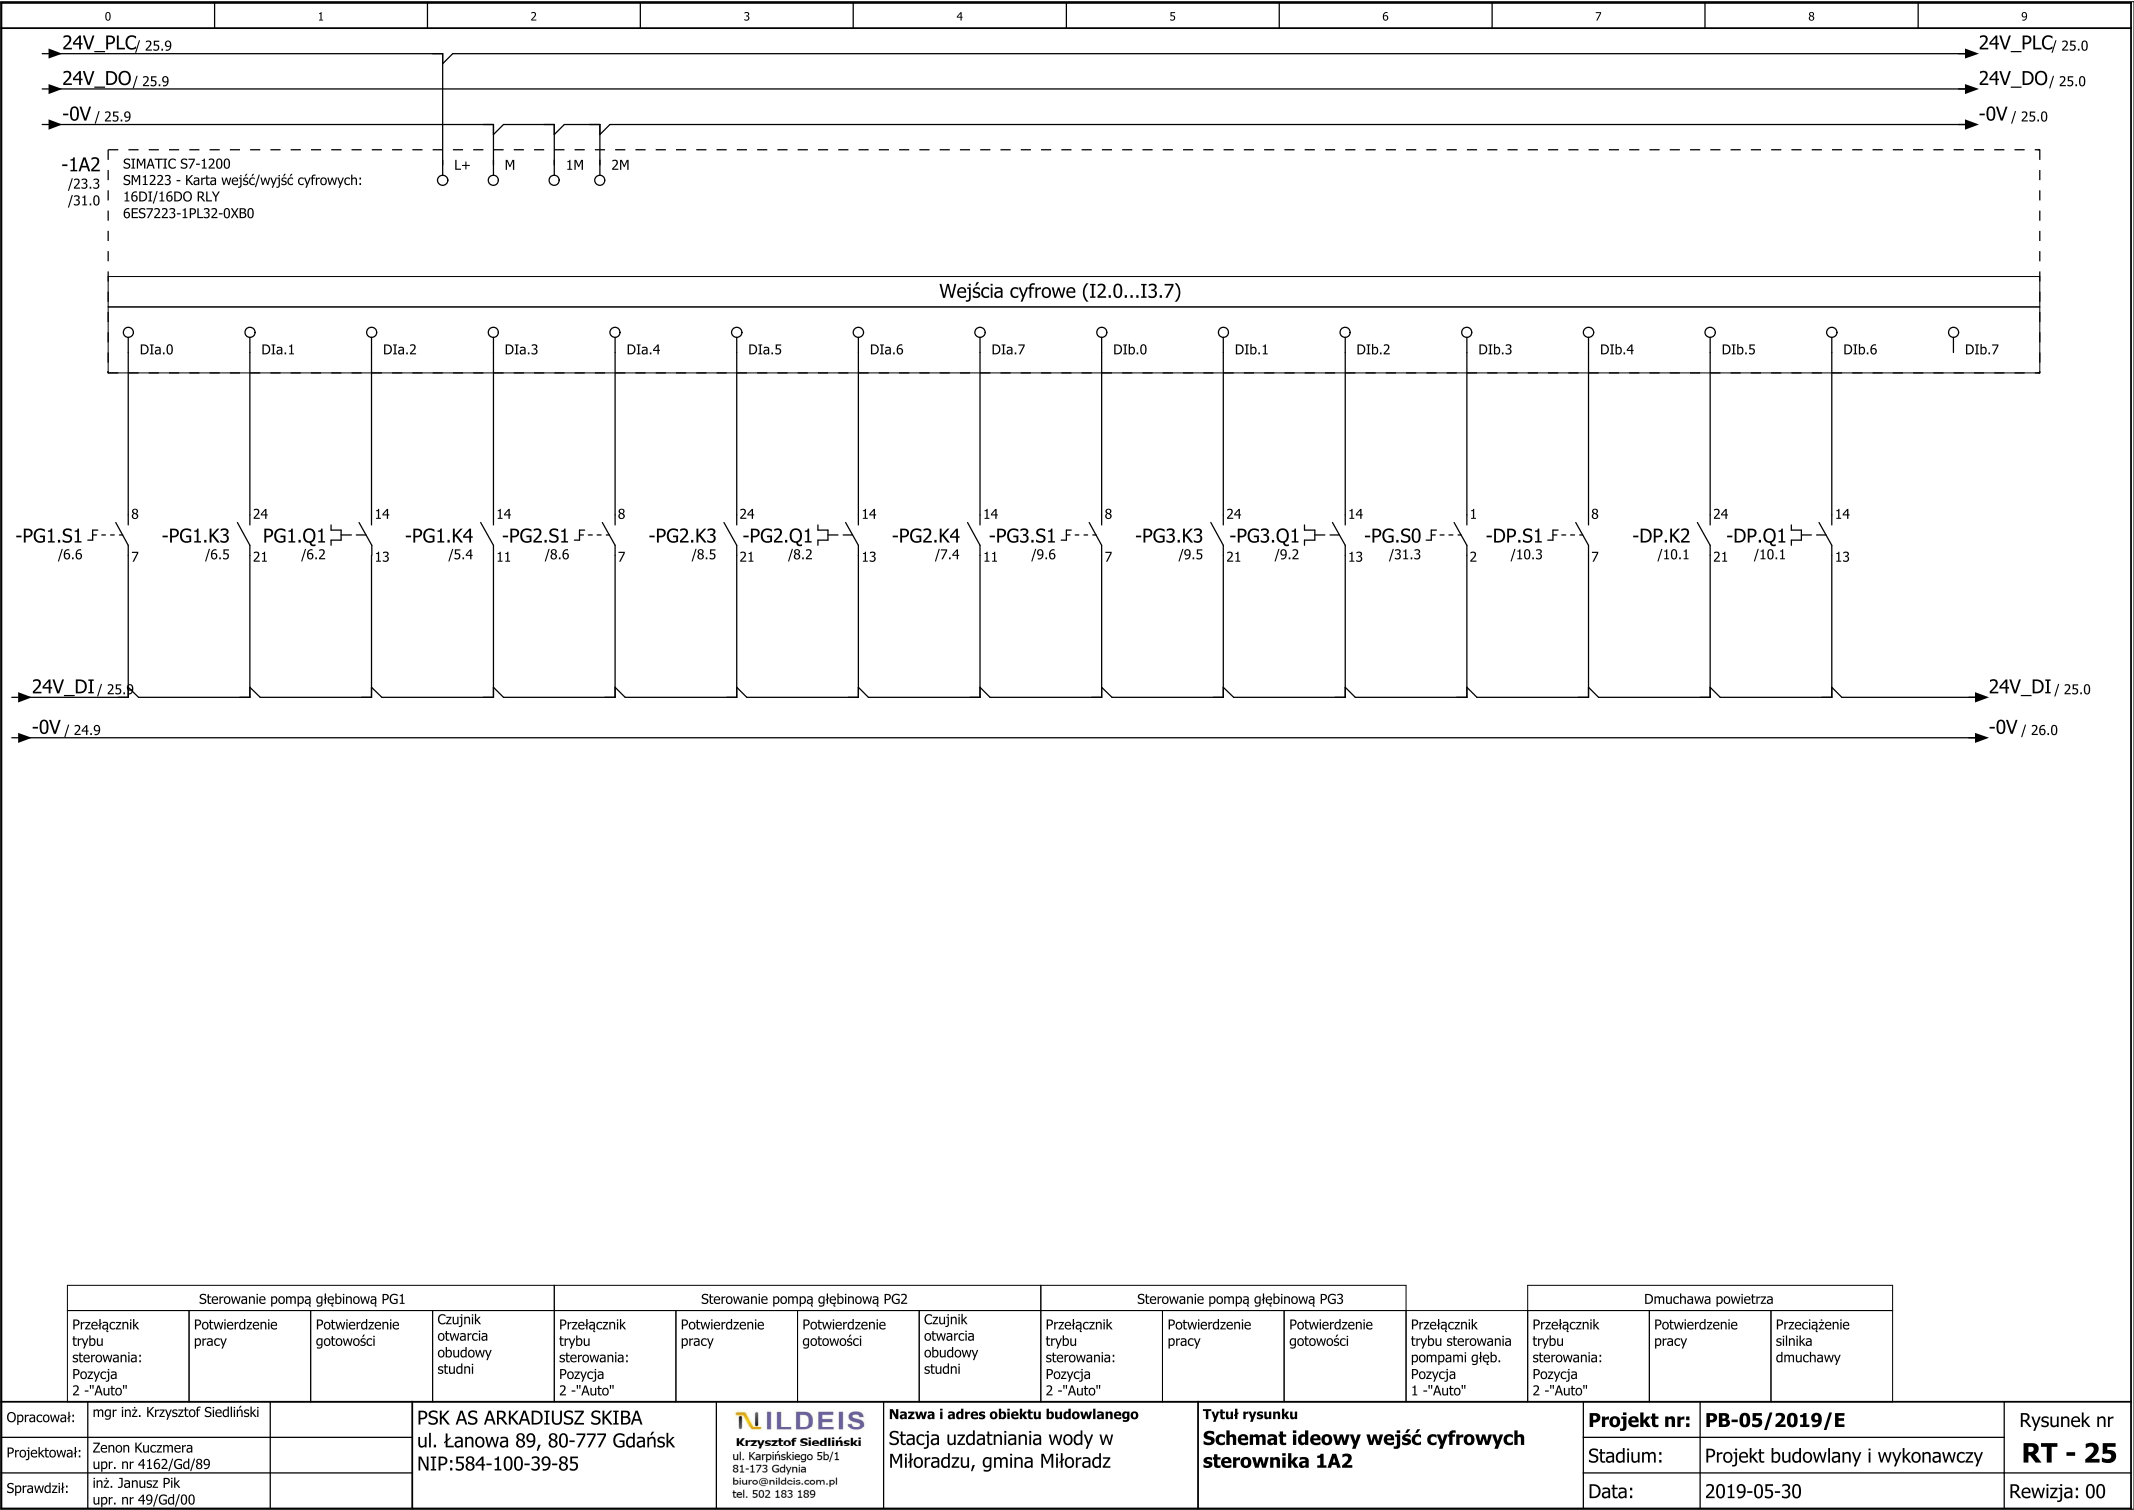 0 1 2 3 4 5 6 7 8 9
24V_PLC/ 25.9 24V_PLC/ 25.0
24V_DO/ 25.9 24V_DO/ 25.0
-0V / 25.9 -0V / 25.0
-1A2
/23.3
/31.0
SIMATIC S7-1200
SM1223 - Karta wejść/wyjść cyfrowych:
16DI/16DO RLY
6ES7223-1PL32-0XB0
L+ M 1M 2M
Wejścia cyfrowe (I2.0...I3.7)
DIa.0 DIa.1 DIa.2 DIa.3 DIa.4 DIa.5 DIa.6 DIa.7 DIb.0 DIb.1 DIb.2 DIb.3 DIb.4 DIb.5 DIb.6 DIb.7
8 24 14 14 8 24 14 14 8 24 14 1 8 24 14
-PG1.S1 -PG1.K3 PG1.Q1 -PG1.K4 -PG2.S1 -PG2.K3 -PG2.Q1 -PG2.K4 -PG3.S1 -PG3.K3 -PG3.Q1 -PG.S0 -DP.S1 -DP.K2 -DP.Q1
/6.6 /6.5 /6.2 /5.4 /8.6 /8.5 /8.2 /7.4 /9.6 /9.5 /9.2 /31.3 /10.3 /10.1 /10.1
7 21 13 11 7 21 13 11 7 21 13 2 7 21 13
24V_DI / 25.9 24V_DI / 25.0
-0V / 24.9 -0V / 26.0
Sterowanie pompą głębinową PG1
Przełącznik
trybu
sterowania:
Pozycja
2 -"Auto"
Potwierdzenie
pracy
Potwierdzenie
gotowości
Czujnik
otwarcia
obudowy
studni
Sterowanie pompą głębinową PG2
Przełącznik
trybu
sterowania:
Pozycja
2 -"Auto"
Potwierdzenie
pracy
Potwierdzenie
gotowości
Czujnik
otwarcia
obudowy
studni
Sterowanie pompą głębinową PG3
Przełącznik
trybu
sterowania:
Pozycja
2 -"Auto"
Potwierdzenie
pracy
Potwierdzenie
gotowości
Przełącznik
trybu sterowania
pompami głęb.
Pozycja
1 -"Auto"
Dmuchawa powietrza
Przełącznik
trybu
sterowania:
Pozycja
2 -"Auto"
Potwierdzenie
pracy
Przeciążenie
silnika
dmuchawy
Opracował: mgr inż. Krzysztof Siedliński
Projektował: Zenon Kuczmera
upr. nr 4162/Gd/89
Sprawdził: inż. Janusz Pik
upr. nr 49/Gd/00
PSK AS ARKADIUSZ SKIBA
ul. Łanowa 89, 80-777 Gdańsk
NIP:584-100-39-85
NILDEIS
Krzysztof Siedliński
ul. Karpińskiego 5b/1
81-173 Gdynia
biuro@nildeis.com.pl
tel. 502 183 189
Nazwa i adres obiektu budowlanego
Stacja uzdatniania wody w
Miłoradzu, gmina Miłoradz
Tytuł rysunku
Schemat ideowy wejść cyfrowych
sterownika 1A2
Projekt nr: PB-05/2019/E
Stadium: Projekt budowlany i wykonawczy
Data: 2019-05-30
Rysunek nr
RT - 25
Rewizja: 00